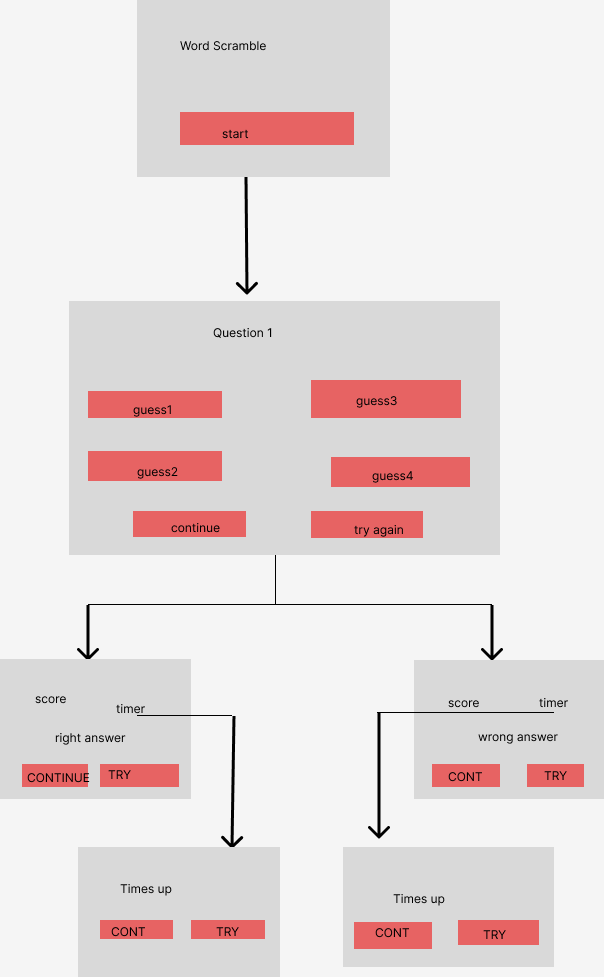 Word Scramble
start
Question 1
guess1
guess3
guess2
guess4
continue
try again
score
timer
right answer
CONTINUE
TRY
score
timer
wrong answer
CONT
TRY
Times up
CONT
TRY
Times up
CONT
TRY